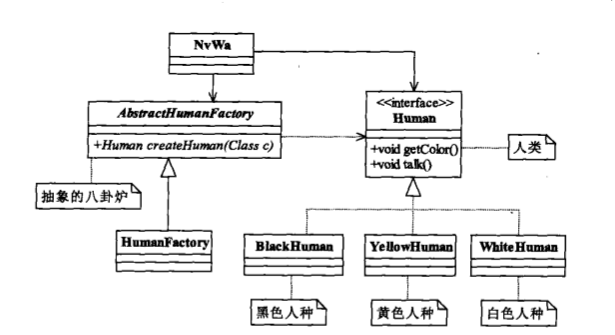 NvWa
AbstractHumanFactory
+Human createHuman(Class c)
<<interface>>
Human
+void getColor()
+void talk()
人类
抽象的八卦炉
HumanFactory
BlackHuman
YellowHuman
WhiteHuman
黑色人种
黄色人种
白色人种